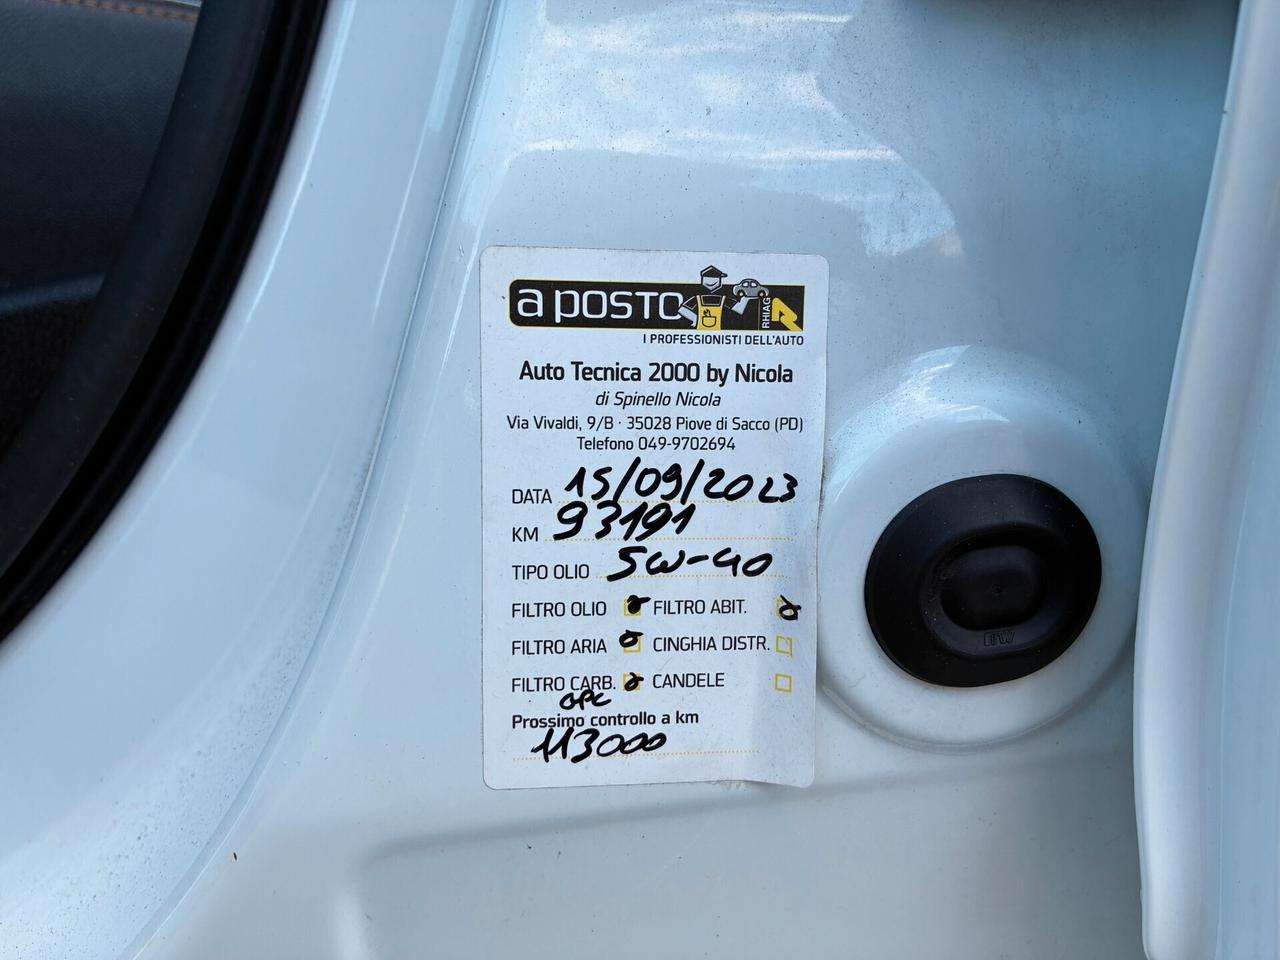 a posto
RHIAG
I PROFESSIONISTI DELL'AUTO
Auto Tecnica 2000 by Nicola
di Spinello Nicola
Via Vivaldi, 9/B · 35028 Piove di Sacco (PD)
Telefono 049-9702694
DATA 15/09/2023
KM 93191
TIPO OLIO 5W-40
FILTRO OLIO FILTRO ABIT.
FILTRO ARIA CINGHIA DISTR.
FILTRO CARB. CANDELE
GPL
Prossimo controllo a km
113000